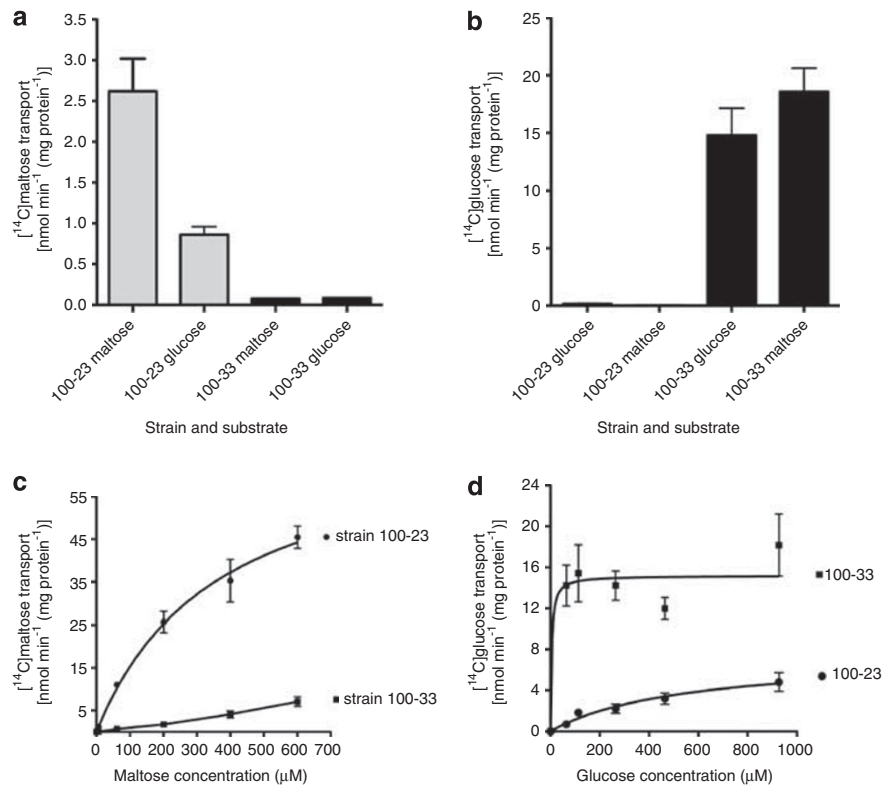 a
[14C]maltose transport
[nmol min-1 (mg protein-1)]
3.5
3.0
2.5
2.0
1.5
1.0
0.5
0.0
100-23 maltose
100-23 glucose
100-33 maltose
100-33 glucose
Strain and substrate
b
[14C]glucose transport
[nmol min-1 (mg protein-1)]
25
20
15
10
5
0
100-23 glucose
100-23 maltose
100-33 glucose
100-33 maltose
Strain and substrate
c
[14C]maltose transport
[nmol min-1 (mg protein-1)]
55
45
35
25
15
5
strain 100-23
strain 100-33
0 100 200 300 400 500 600 700
Maltose concentration (µM)
d
[14C]glucose transport
[nmol min-1 (mg protein-1)]
24
20
16
12
8
4
0
100-33
100-23
0 200 400 600 800 1000
Glucose concentration (µM)